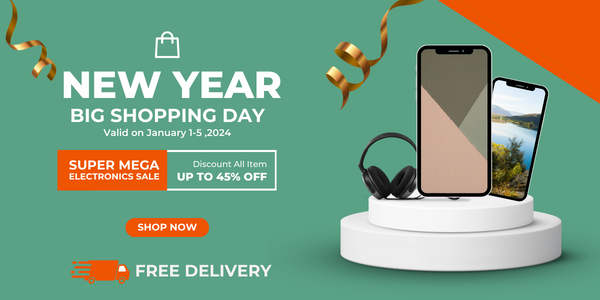 NEW YEAR
BIG SHOPPING DAY
Valid on January 1-5 ,2024
SUPER MEGA
ELECTRONICS SALE
Discount All Item
UP TO 45% OFF
SHOP NOW
FREE DELIVERY